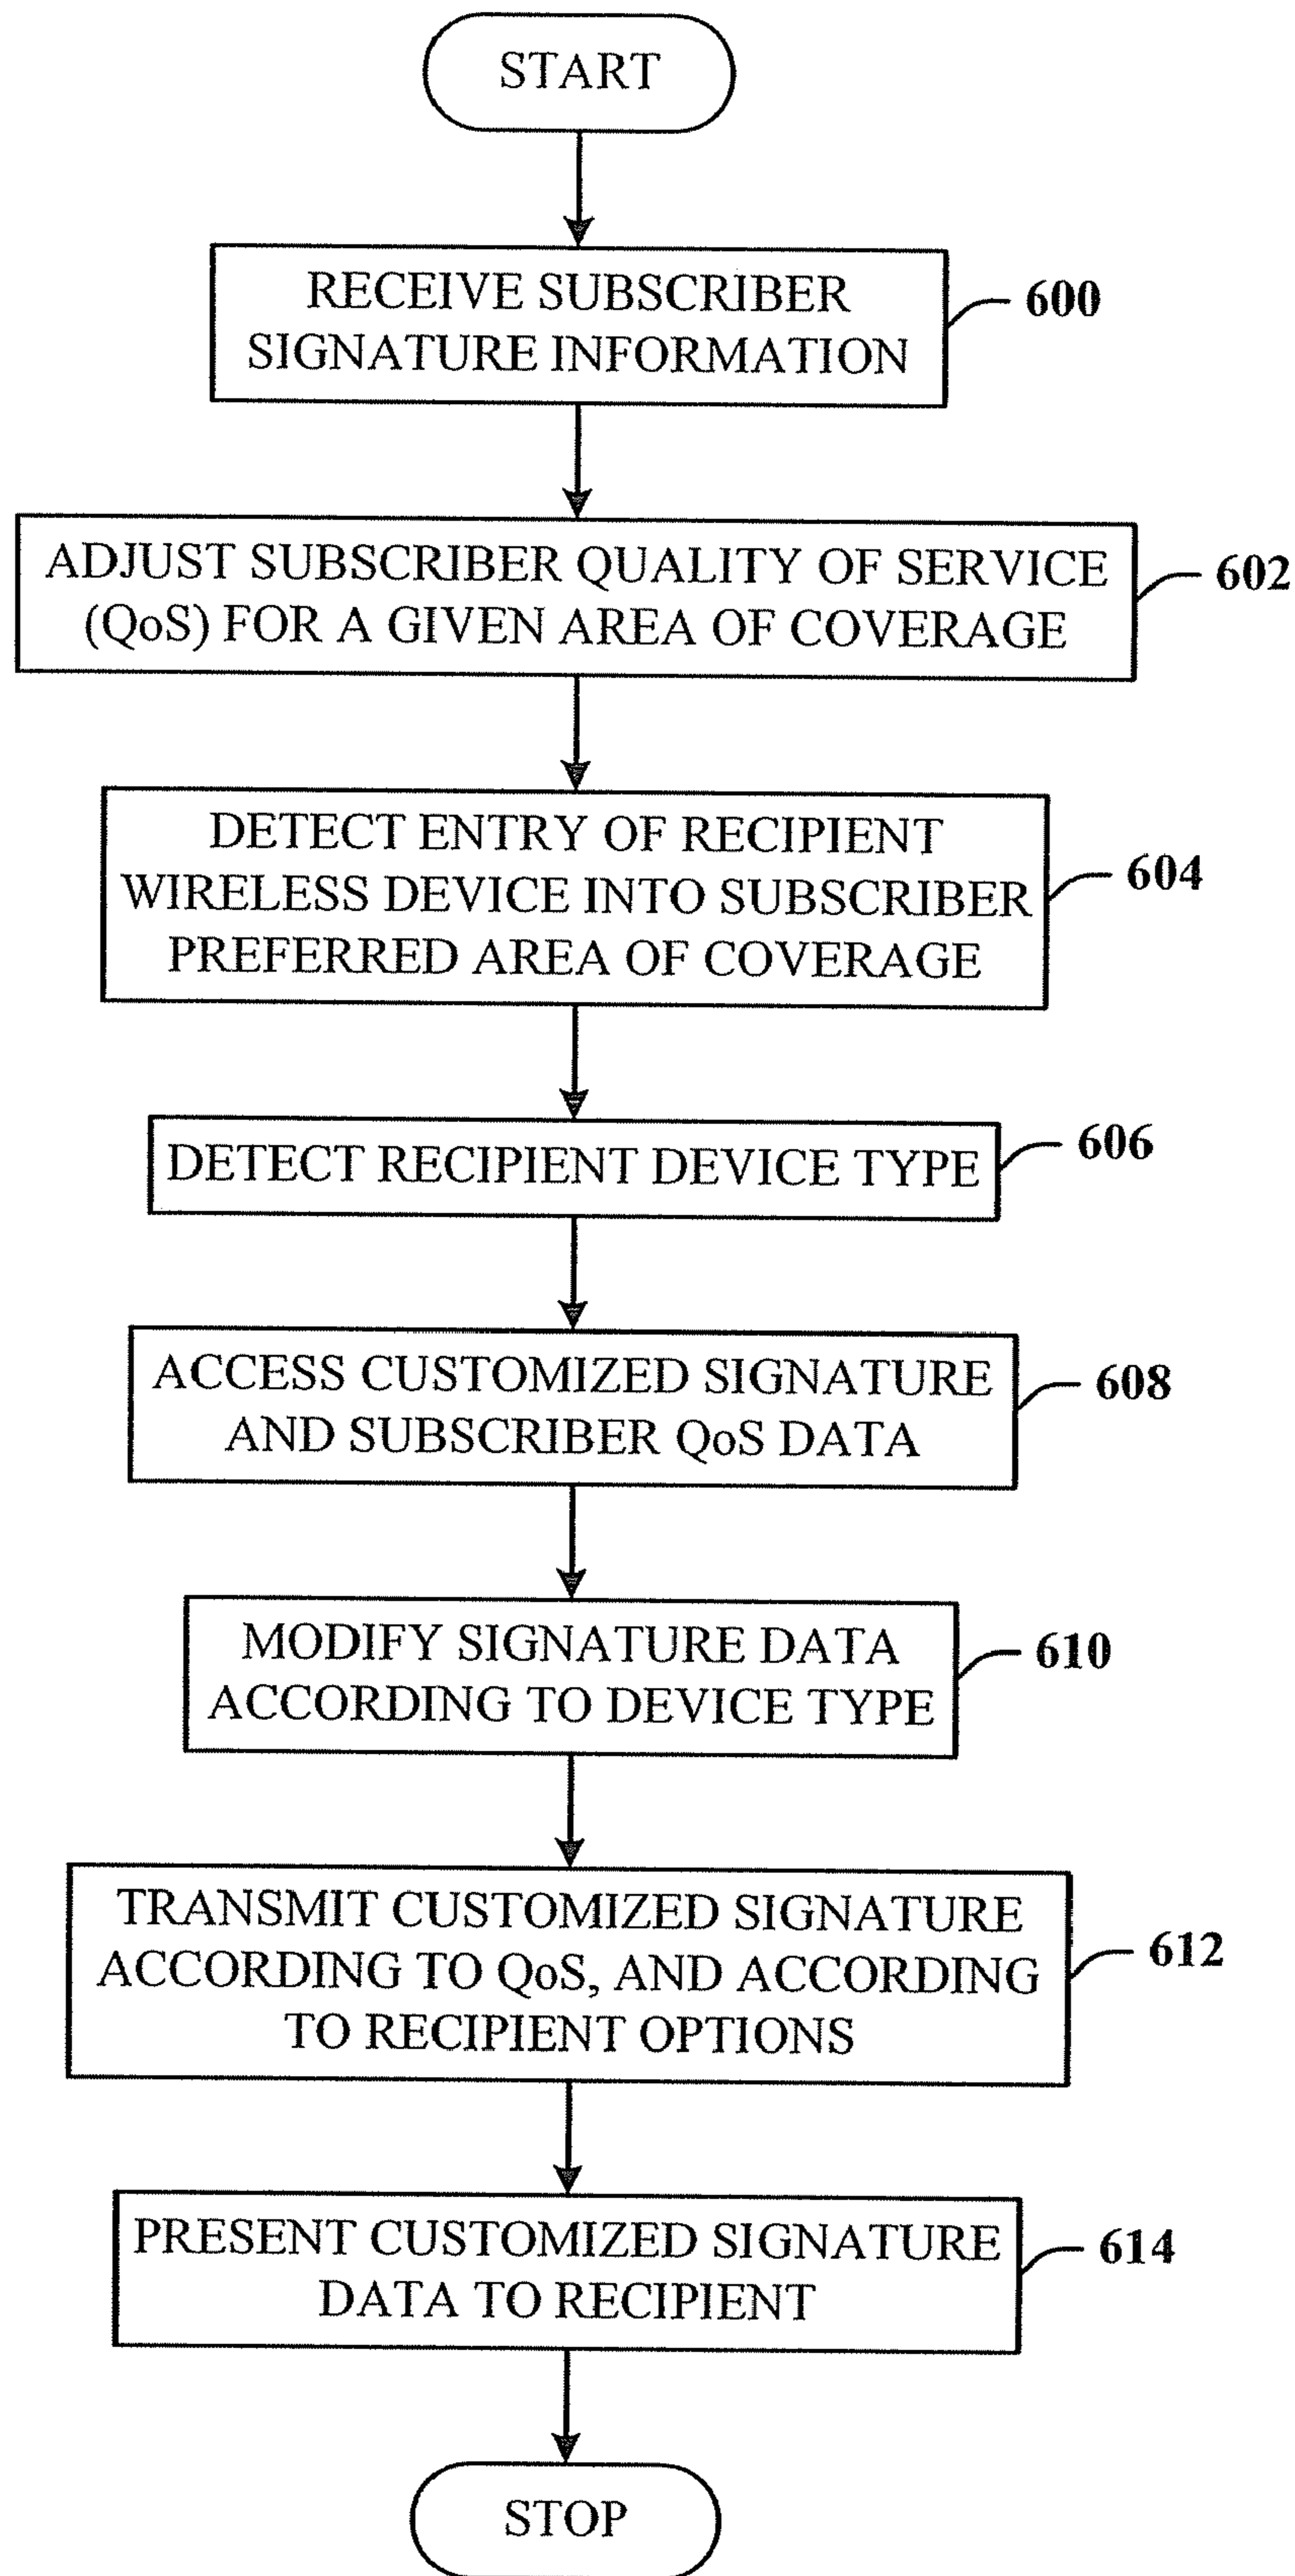 START
RECEIVE SUBSCRIBER
SIGNATURE INFORMATION
600
ADJUST SUBSCRIBER QUALITY OF SERVICE
(QoS) FOR A GIVEN AREA OF COVERAGE
602
DETECT ENTRY OF RECIPIENT
WIRELESS DEVICE INTO SUBSCRIBER
PREFERRED AREA OF COVERAGE
604
DETECT RECIPIENT DEVICE TYPE
606
ACCESS CUSTOMIZED SIGNATURE
AND SUBSCRIBER QoS DATA
608
MODIFY SIGNATURE DATA
ACCORDING TO DEVICE TYPE
610
TRANSMIT CUSTOMIZED SIGNATURE
ACCORDING TO QoS, AND ACCORDING
TO RECIPIENT OPTIONS
612
PRESENT CUSTOMIZED SIGNATURE
DATA TO RECIPIENT
614
STOP